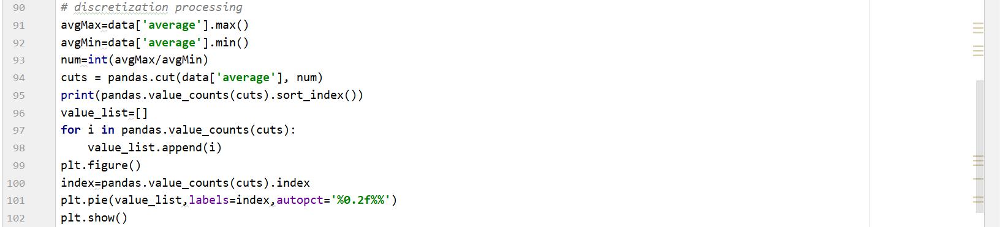 90 # discretization processing
91 avgMax=data['average'].max()
92 avgMin=data['average'].min()
93 num=int(avgMax/avgMin)
94 cuts = pandas.cut(data['average'], num)
95 print(pandas.value_counts(cuts).sort_index())
96 value_list=[]
97 for i in pandas.value_counts(cuts):
98     value_list.append(i)
99 plt.figure()
100 index=pandas.value_counts(cuts).index
101 plt.pie(value_list,labels=index,autopct='%0.2f%%')
102 plt.show()